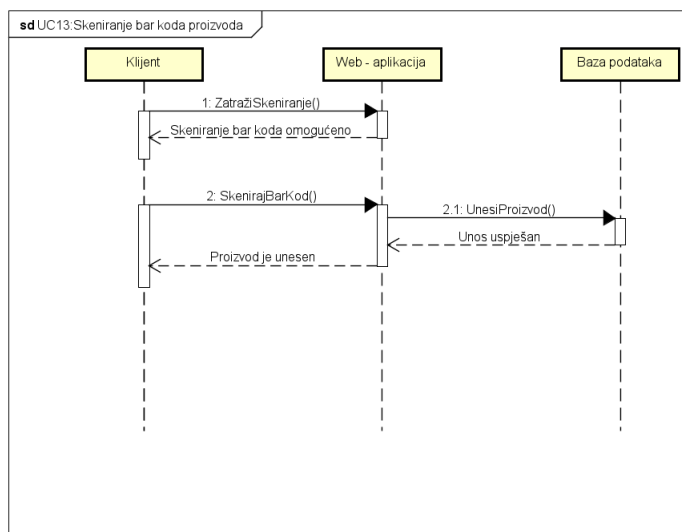 sd UC13:Skeniranje bar koda proizvoda
Klijent
Web - aplikacija
Baza podataka
1: ZatražiSkeniranje()
Skeniranje bar koda omogućeno
2: SkenirajBarKod()
2.1: UnesiProizvod()
Unos uspješan
Proizvod je unesen